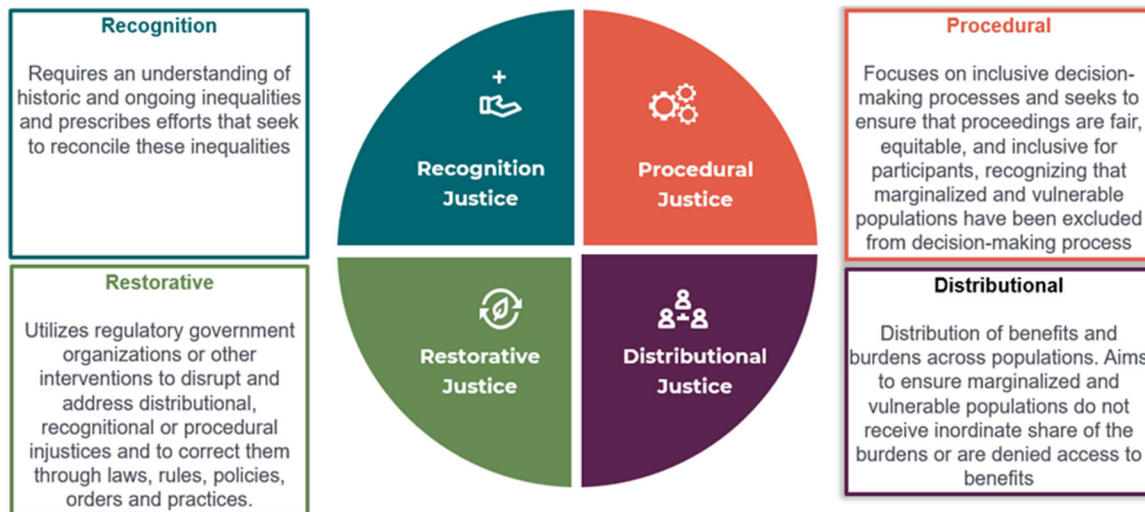 Recognition
Requires an understanding of
historic and ongoing inequalities
and prescribes efforts that seek
to reconcile these inequalities
Recognition
Justice
Procedural
Justice
Procedural
Focuses on inclusive decision-
making processes and seeks to
ensure that proceedings are fair,
equitable, and inclusive for
participants, recognizing that
marginalized and vulnerable
populations have been excluded
from decision-making process
Restorative
Utilizes regulatory government
organizations or other
interventions to disrupt and
address distributional,
recognitional or procedural
injustices and to correct them
through laws, rules, policies,
orders and practices.
Restorative
Justice
Distributional
Justice
Distributional
Distribution of benefits and
burdens across populations. Aims
to ensure marginalized and
vulnerable populations do not
receive inordinate share of the
burdens or are denied access to
benefits